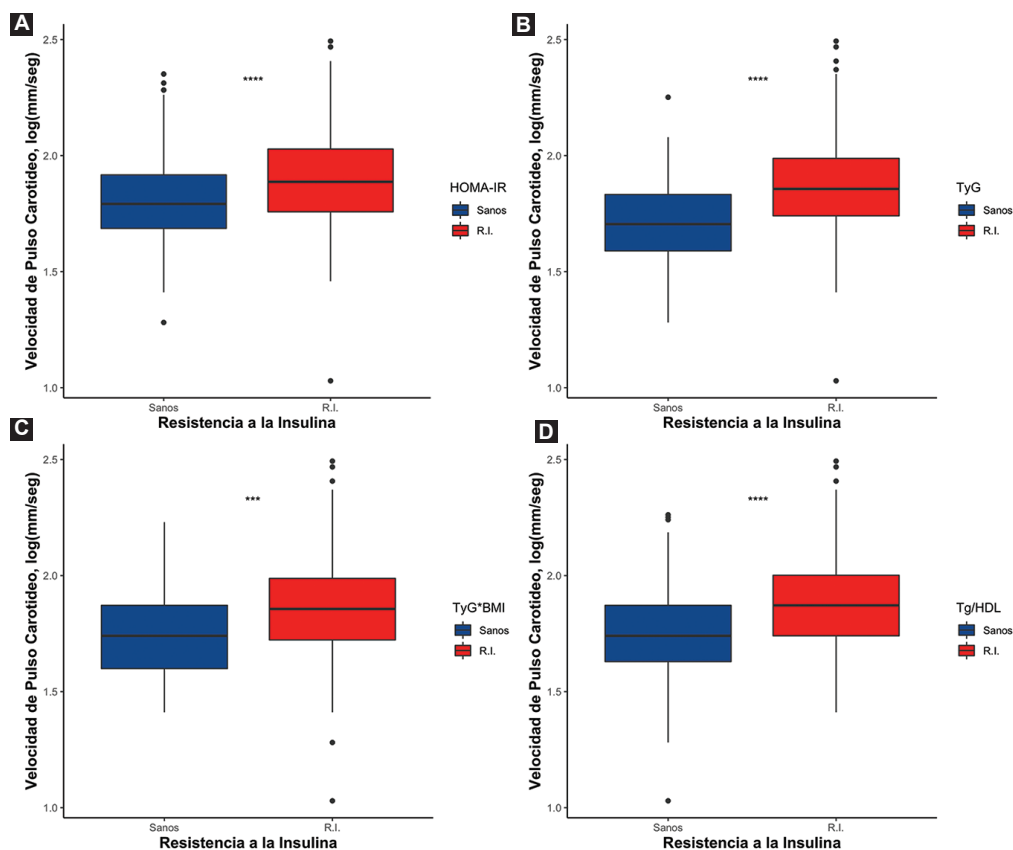 A
Velocidad de Pulso Carotideo, log(mm/seg)
2.5
2.0
1.5
1.0
****
Sanos
R.I.
Resistencia a la Insulina
HOMA-IR
Sanos
R.I.
B
Velocidad de Pulso Carotideo, log(mm/seg)
2.5
2.0
1.5
1.0
****
Sanos
R.I.
Resistencia a la Insulina
TyG
Sanos
R.I.
C
Velocidad de Pulso Carotideo, log(mm/seg)
2.5
2.0
1.5
1.0
***
Sanos
R.I.
Resistencia a la Insulina
TyG*BMI
Sanos
R.I.
D
Velocidad de Pulso Carotideo, log(mm/seg)
2.5
2.0
1.5
1.0
****
Sanos
R.I.
Resistencia a la Insulina
Tg/HDL
Sanos
R.I.